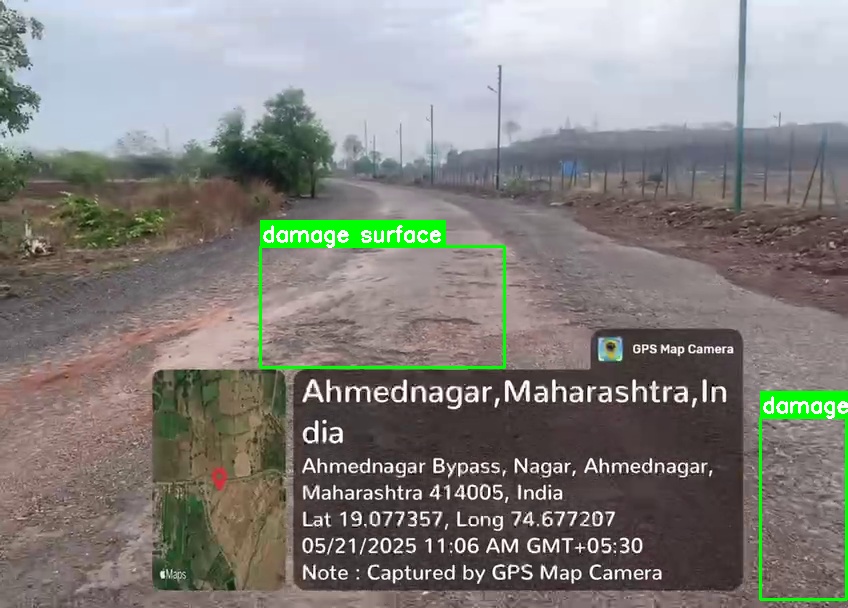 damage surface
GPS Map Camera
Ahmednagar,Maharashtra,In
dia
Ahmednagar Bypass, Nagar, Ahmednagar,
Maharashtra 414005, India
Lat 19.077357, Long 74.677207
05/21/2025 11:06 AM GMT+05:30
Note : Captured by GPS Map Camera
damage
Maps